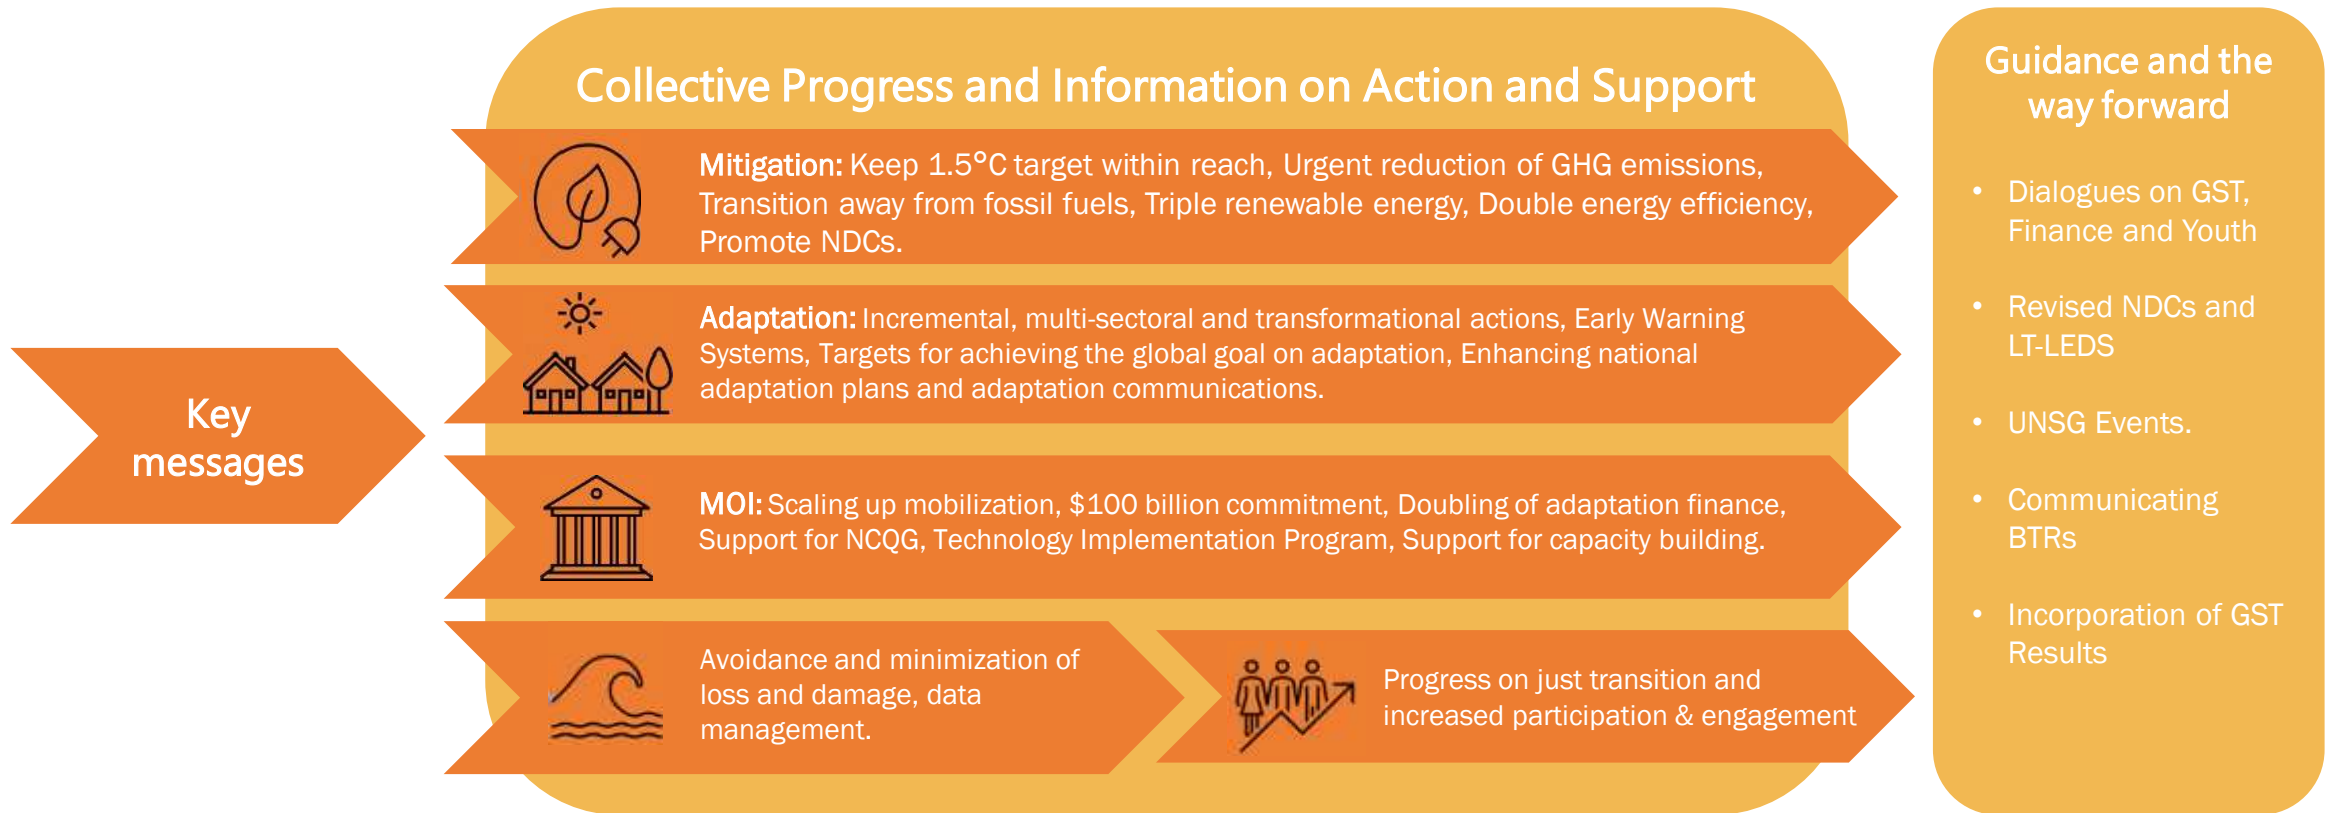 Key
messages
Collective Progress and Information on Action and Support
Mitigation: Keep 1.5°C target within reach, Urgent reduction of GHG emissions,
Transition away from fossil fuels, Triple renewable energy, Double energy efficiency,
Promote NDCs.
Adaptation: Incremental, multi-sectoral and transformational actions, Early Warning
Systems, Targets for achieving the global goal on adaptation, Enhancing national
adaptation plans and adaptation communications.
MOI: Scaling up mobilization, $100 billion commitment, Doubling of adaptation finance,
Support for NCQG, Technology Implementation Program, Support for capacity building.
Avoidance and minimization of
loss and damage, data
management.
Progress on just transition and
increased participation & engagement
Guidance and the
way forward
• Dialogues on GST,
Finance and Youth
• Revised NDCs and
LT-LEDS
• UNSG Events.
• Communicating
BTRs
• Incorporation of GST
Results